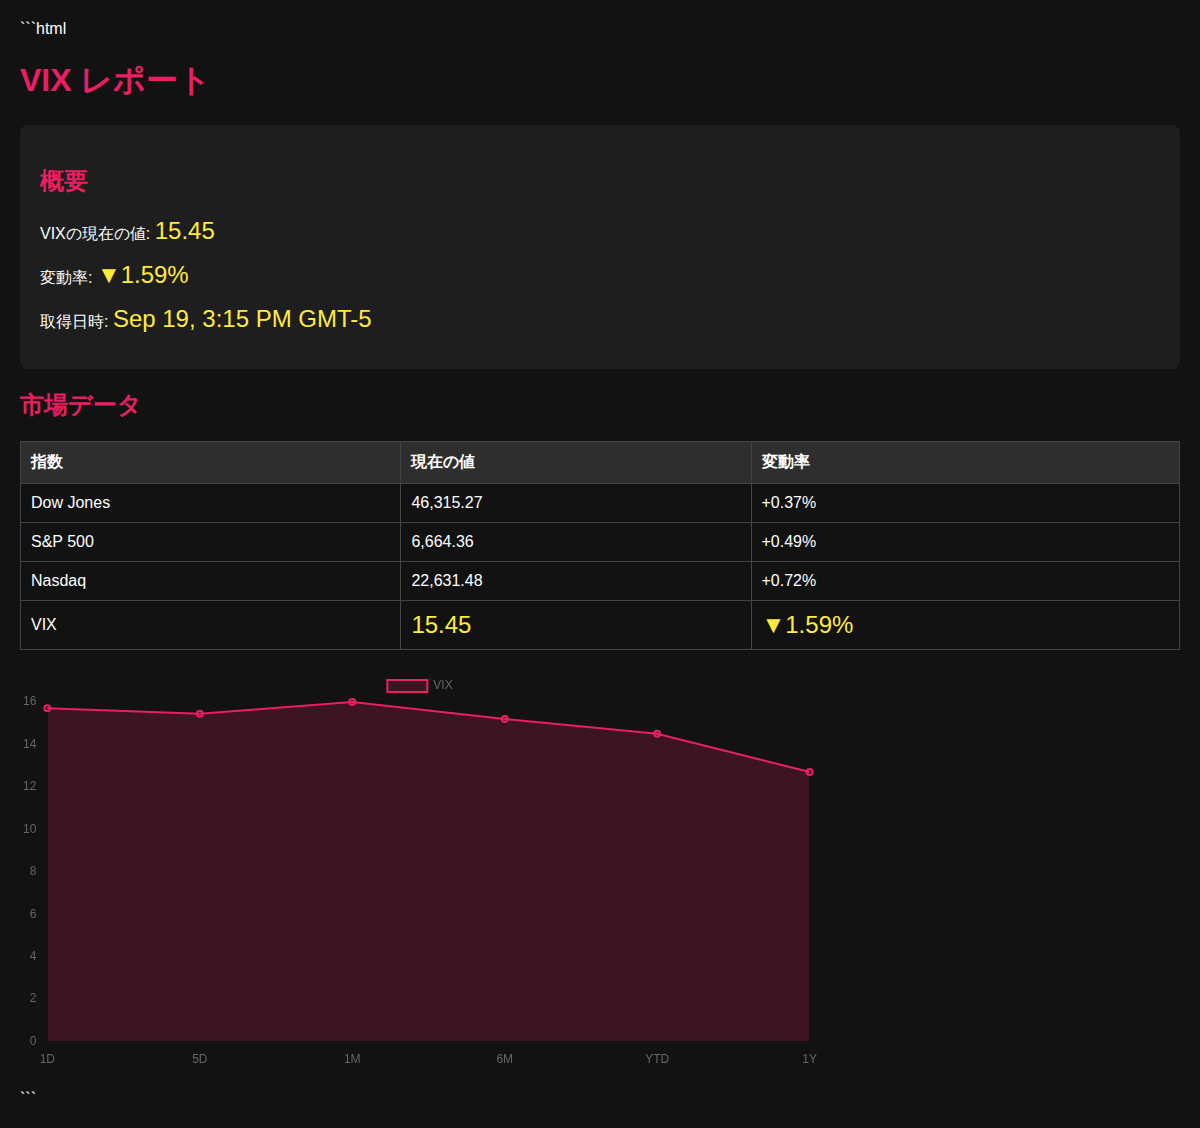 ```html
VIX レポート
概要
VIXの現在の値: 15.45
変動率: ▼1.59%
取得日時: Sep 19, 3:15 PM GMT-5
市場データ
指数 現在の値 変動率
Dow Jones 46,315.27 +0.37%
S&P 500 6,664.36 +0.49%
Nasdaq 22,631.48 +0.72%
VIX 15.45 ▼1.59%
VIX
16
14
12
10
8
6
4
2
0
1D 5D 1M 6M YTD 1Y
```